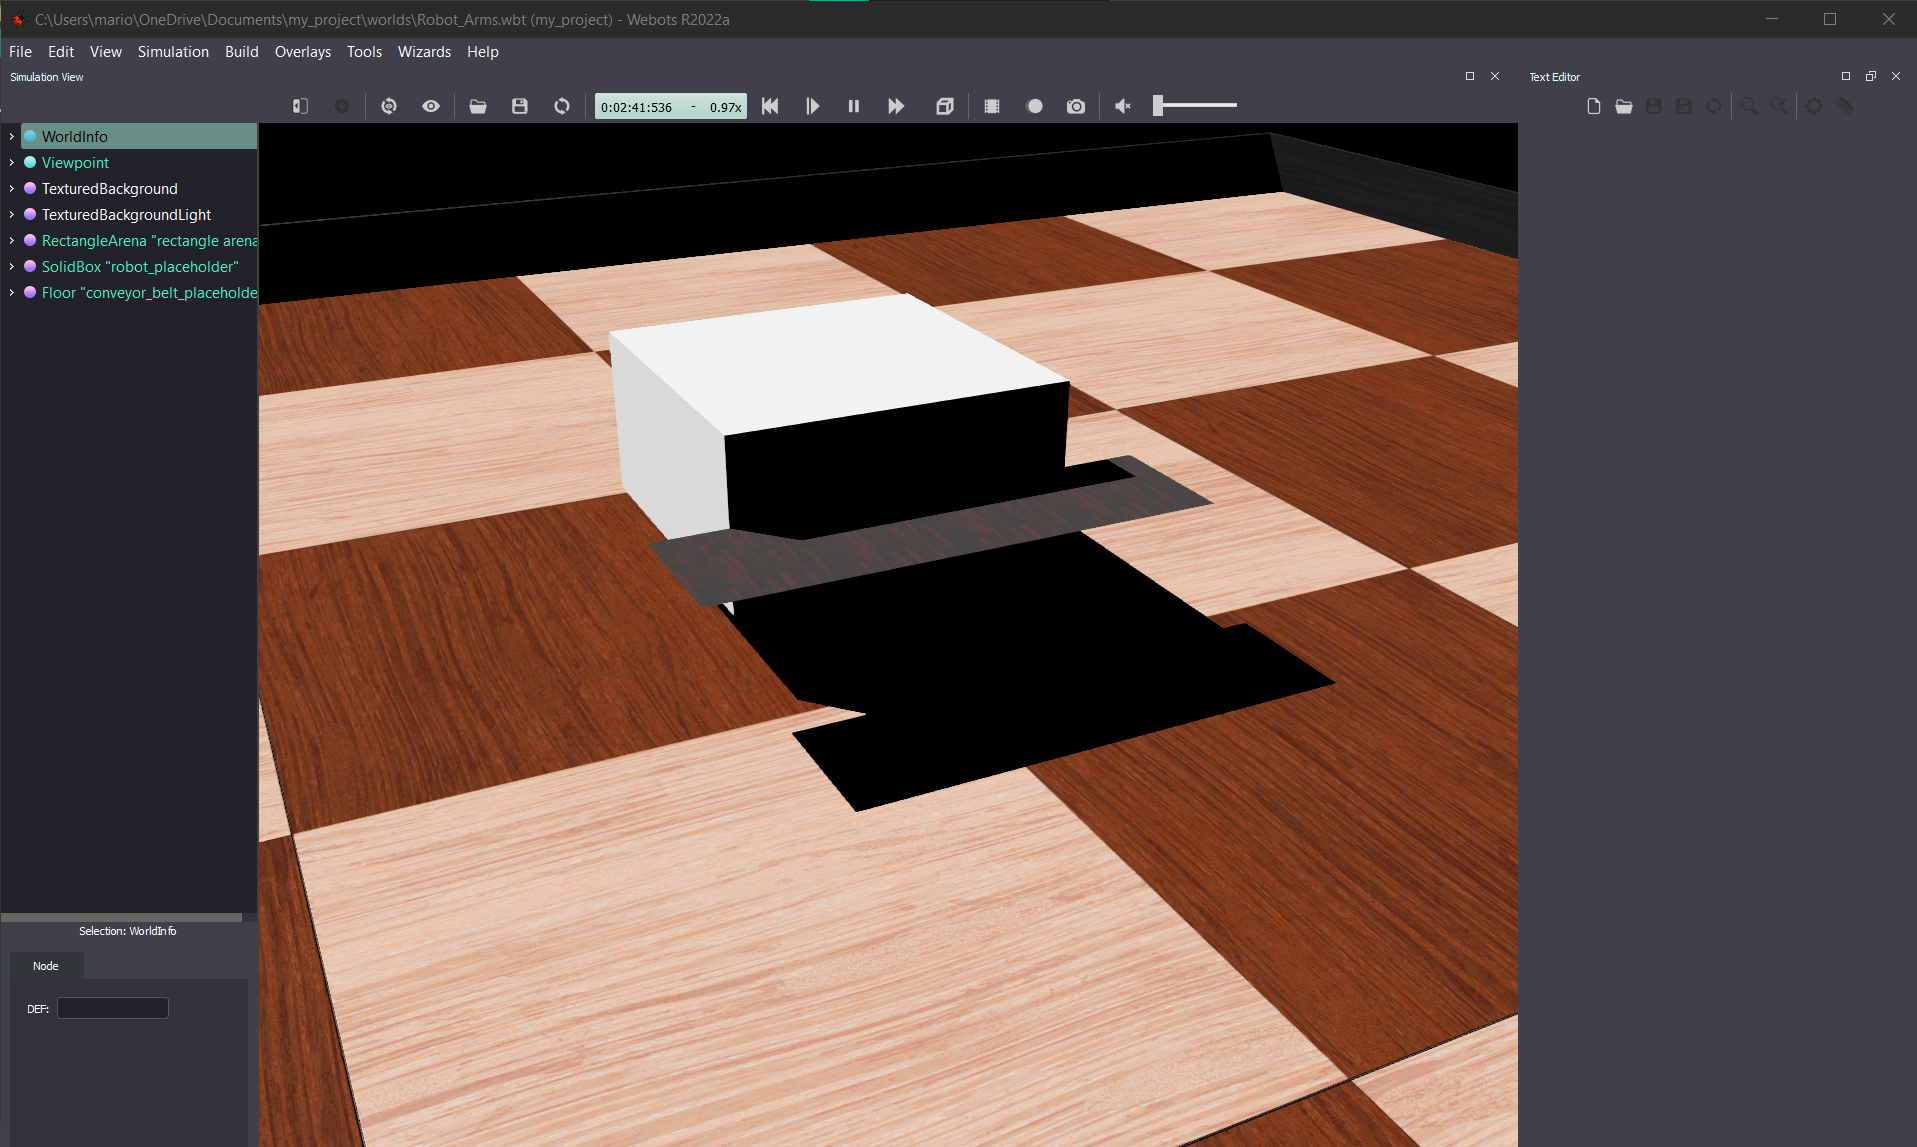 C:\Users\mario\OneDrive\Documents\my_project\worlds\Robot_Arms.wbt (my_project) - Webots R2022a
File Edit View Simulation Build Overlays Tools Wizards Help
Simulation View
Text Editor
0:02:41:536 - 0.97x
WorldInfo
Viewpoint
TexturedBackground
TexturedBackgroundLight
RectangleArena "rectangle arena
SolidBox "robot_placeholder"
Floor "conveyor_belt_placeholde
Selection: WorldInfo
Node
DEF: